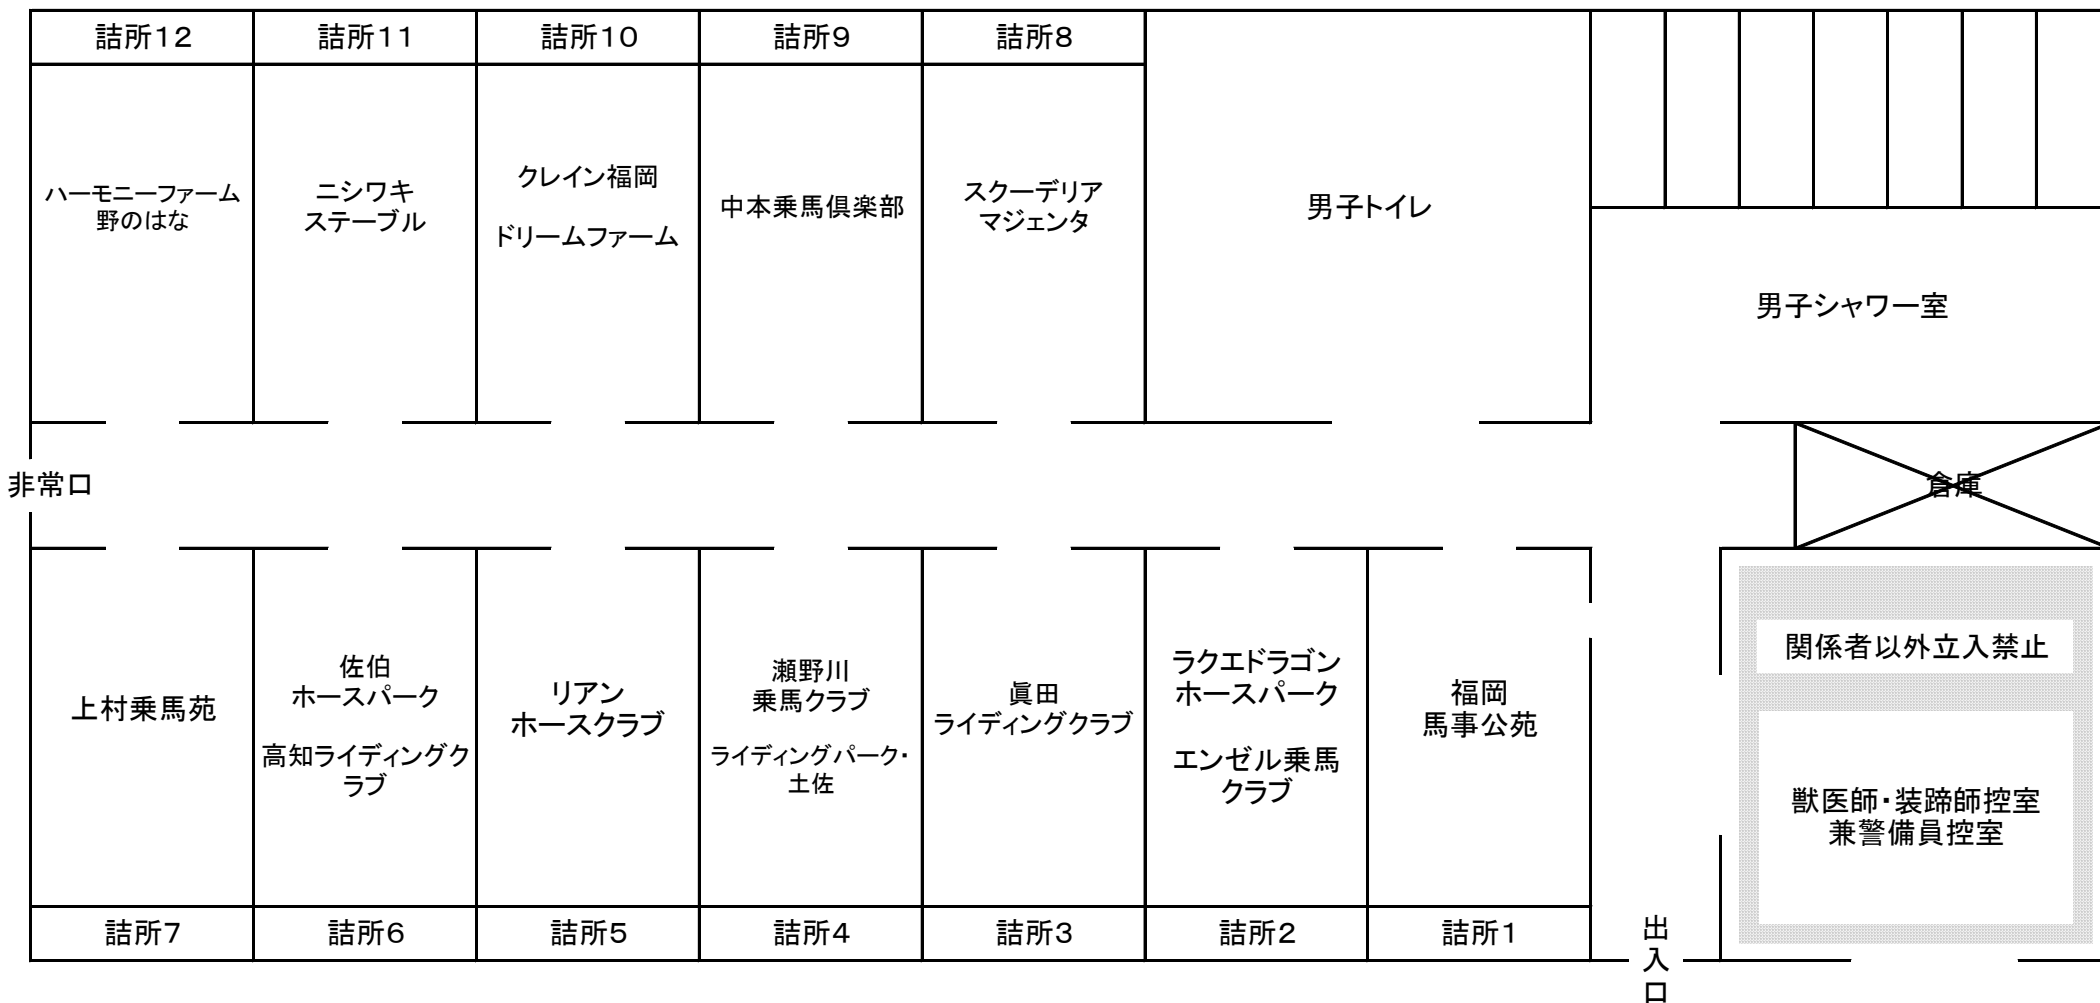 詰所12
詰所11
詰所10
詰所9
詰所8
ハーモニーファーム
野のはな
ニシワキ
ステーブル
クレイン福岡
ドリームファーム
中本乗馬倶楽部
スクーデリア
マジェンタ
男子トイレ
男子シャワー室
非常口
倉庫
上村乗馬苑
佐伯
ホースパーク
高知ライディングク
ラブ
リアン
ホースクラブ
瀬野川
乗馬クラブ
ライディングパーク・
土佐
眞田
ライディングクラブ
ラクエドラゴン
ホースパーク
エンゼル乗馬
クラブ
福岡
馬事公苑
関係者以外立入禁止
獣医師・装蹄師控室
兼警備員控室
詰所7
詰所6
詰所5
詰所4
詰所3
詰所2
詰所1
出
入
口